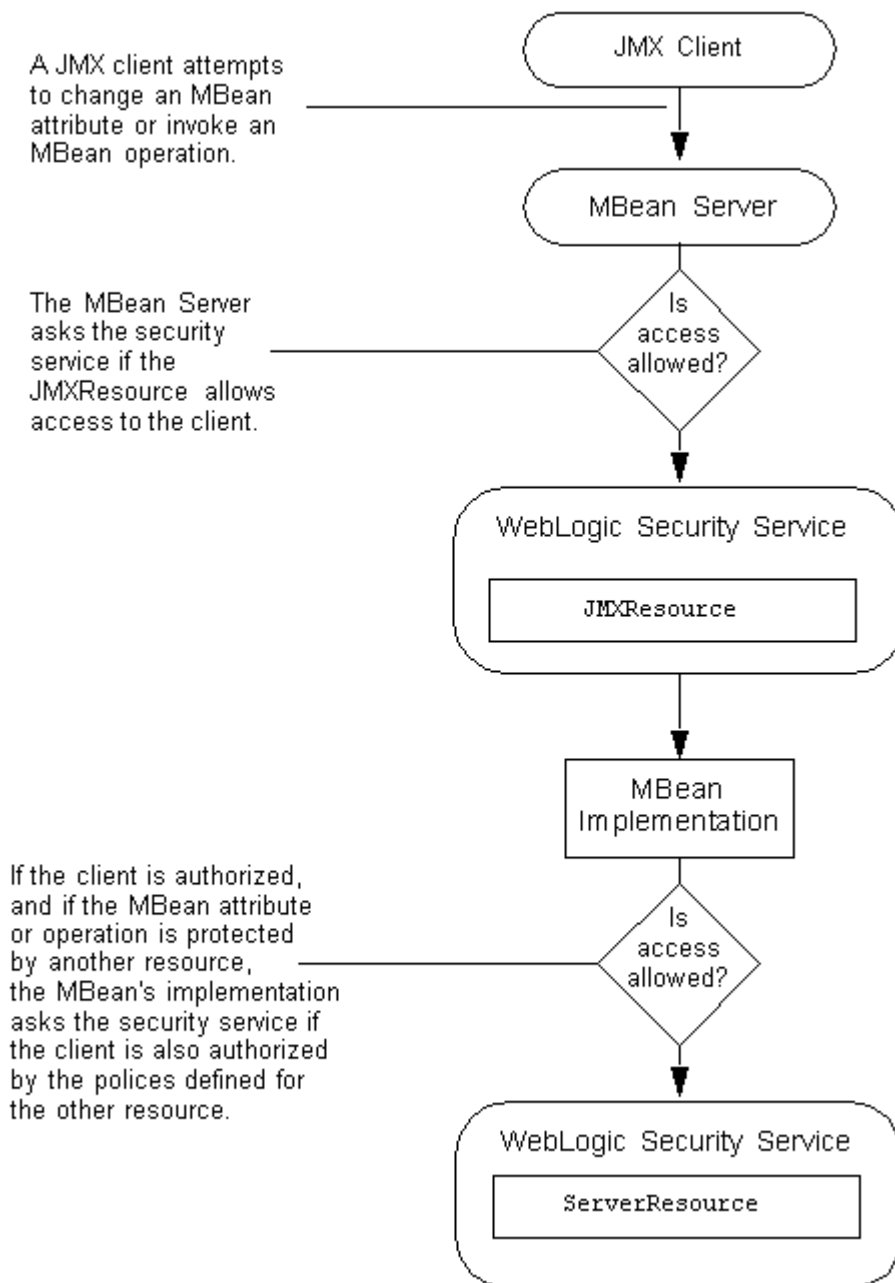 JMX Client
A JMX client attempts
to change an MBean
attribute or invoke an
MBean operation.
MBean Server
The MBean Server
asks the security
service if the
JMXResource allows
access to the client.
Is
access
allowed?
WebLogic Security Service
JMXResource
MBean
Implementation
If the client is authorized,
and if the MBean attribute
or operation is protected
by another resource,
the MBean's implementation
asks the security service if
the client is also authorized
by the polices defined for
the other resource.
Is
access
allowed?
WebLogic Security Service
ServerResource